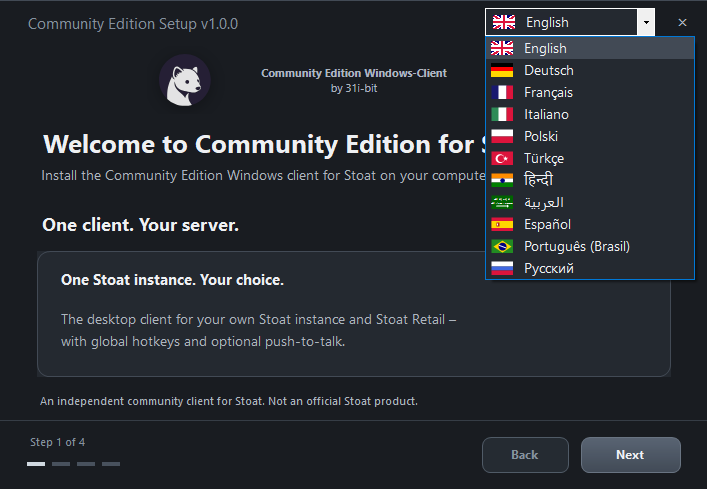 Community Edition Setup v1.0.0
English
Community Edition Windows-Client
by 31i-bit
Welcome to Community Edition for
Install the Community Edition Windows client for Stoat on your
One client. Your server.
One Stoat instance. Your choice.
The desktop client for your own Stoat instance and Stoat Retail –
with global hotkeys and optional push-to-talk.
An independent community client for Stoat. Not an official Stoat product.
English
Deutsch
Français
Italiano
Polski
Türkçe
हिन्दी
العربية
Español
Português (Brasil)
Русский
Step 1 of 4
Back
Next